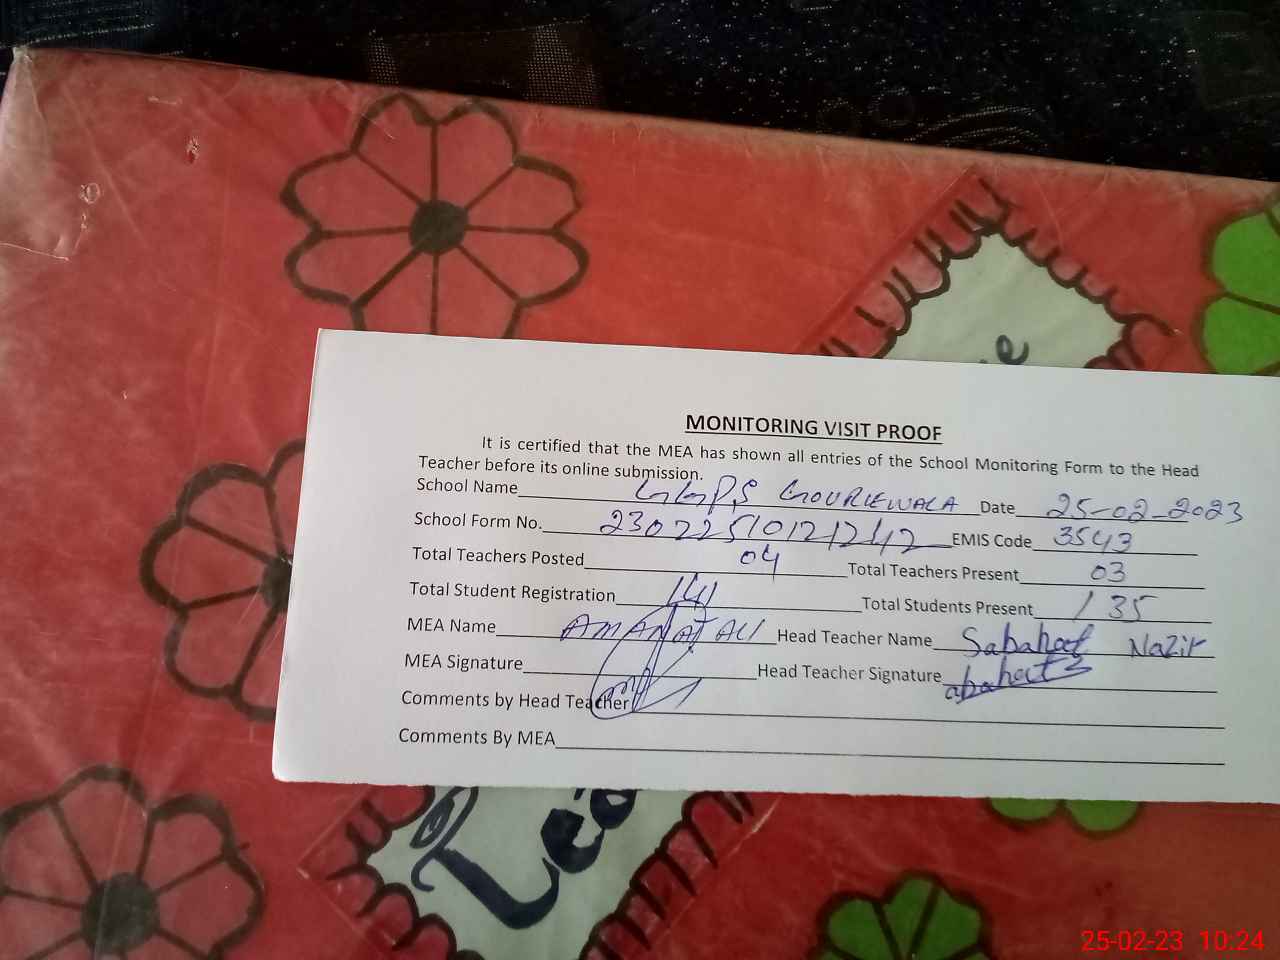 MONITORING VISIT PROOF
It is certified that the MEA has shown all entries of the School Monitoring Form to the Head
Teacher before its online submission.
School Name GGPS GOURIEWALA Date 25-02-2023
School Form No. EMIS Code 3543
Total Teachers Posted 04 Total Teachers Present 03
Total Student Registration 141 Total Students Present 135
MEA Name AMANAT ALI Head Teacher Name Sabahat Nazir
MEA Signature Head Teacher Signature
Comments by Head Teacher
Comments By MEA
25-02-23 10:24